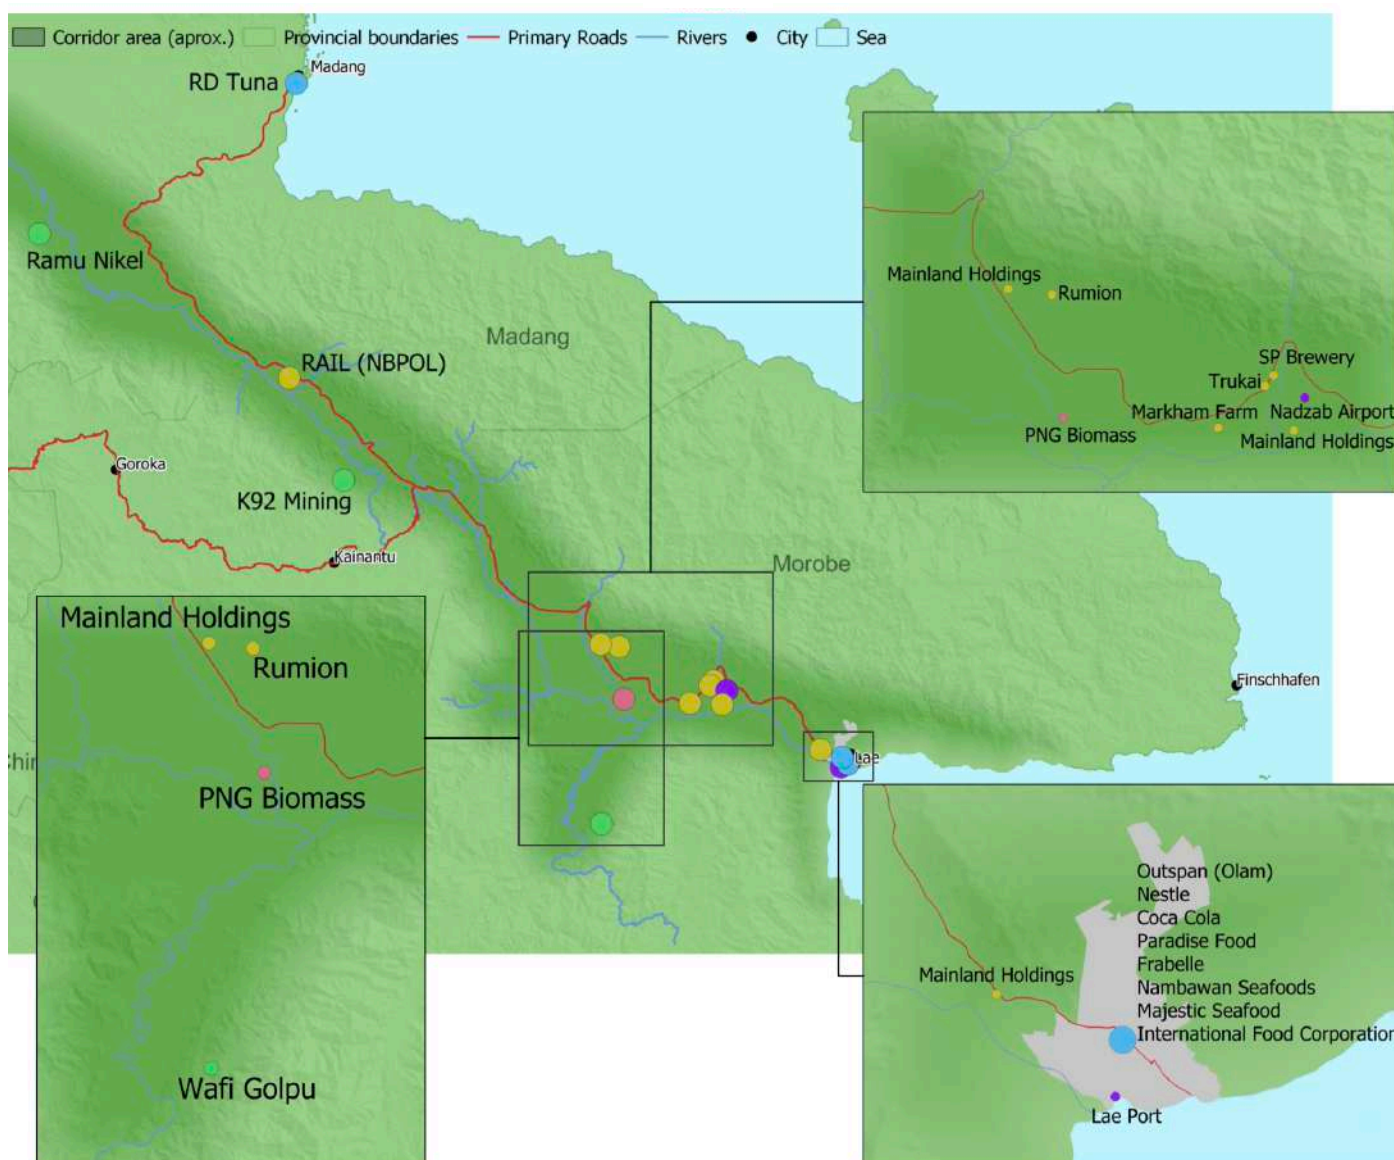 Corridor area (aprox.) Provincial boundaries Primary Roads Rivers City Sea
Madang
RD Tuna
Ramu Nikel
Madang
RAIL (NBPOL)
Goroka
K92 Mining
Kainantu
Morobe
Finschhafen
Lae
Mainland Holdings
Rumion
SP Brewery
Trukai
Markham Farm
Nadzab Airport
PNG Biomass
Mainland Holdings
Mainland Holdings
Rumion
PNG Biomass
Wafi Golpu
Outspan (Olam)
Nestle
Coca Cola
Paradise Food
Frabelle
Nambawan Seafoods
Majestic Seafood
International Food Corporation
Mainland Holdings
Lae Port